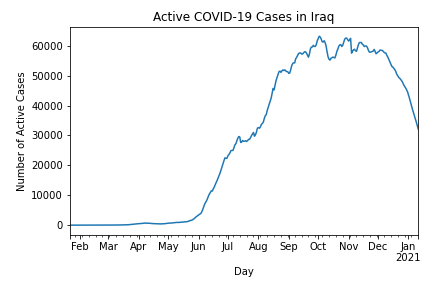 Active COVID-19 Cases in Iraq
Number of Active Cases
60000
50000
40000
30000
20000
10000
0
Feb Mar Apr May Jun Jul Aug Sep Oct Nov Dec Jan
2021
Day